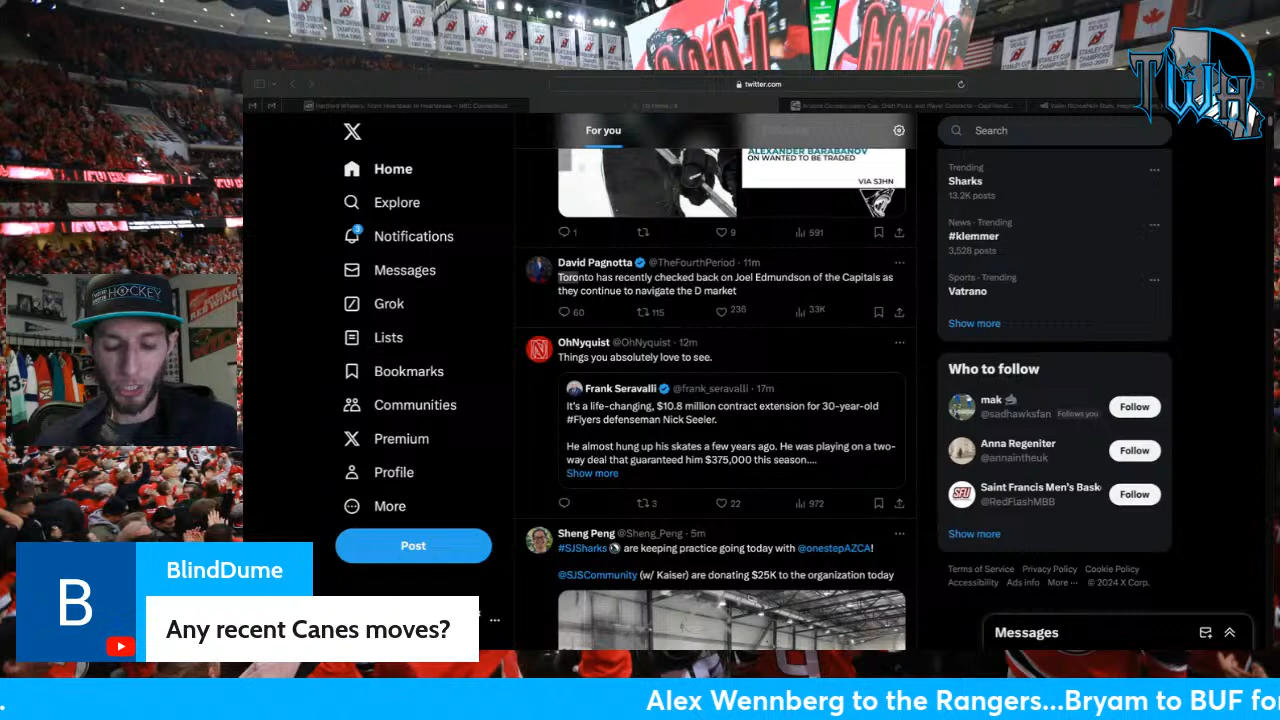 GOAL
GOAL
TWH
twitter.com
For you
Search
Home
Explore
3
Notifications
Messages
Grok
Lists
Bookmarks
Communities
Premium
Profile
More
Post
ALEXANDER BARABANOV
ON WANTED TO BE TRADED
VIA SJHN
1
9
591
David Pagnotta @TheFourthPeriod · 11m
Toronto has recently checked back on Joel Edmundson of the Capitals as
they continue to navigate the D market
60
115
236
33K
OhNyquist @OhNyquist · 12m
Things you absolutely love to see.
Frank Seravalli @frank_seravalli · 17m
It's a life-changing, $10.8 million contract extension for 30-year-old
#Flyers defenseman Nick Seeler.
He almost hung up his skates a few years ago. He was playing on a two-
way deal that guaranteed him $375,000 this season....
Show more
3
22
972
Sheng Peng @Sheng_Peng · 5m
#SJSharks are keeping practice going today with @onestepAZCA!
@SJSCommunity (w/ Kaiser) are donating $25K to the organization today
Trending
Sharks
13.2K posts
News · Trending
#klemmer
3,528 posts
Sports · Trending
Vatrano
Show more
Who to follow
mak
@sadhawksfan Follows you
Follow
Anna Regeniter
@annaintheuk
Follow
SFU
Saint Francis Men's Bask
@RedFlashMBB
Follow
Show more
Terms of Service Privacy Policy Cookie Policy
Accessibility Ads info More ··· © 2024 X Corp.
Messages
HOCKEY
B
BlindDume
Any recent Canes moves?
Alex Wennberg to the Rangers...Bryam to BUF for